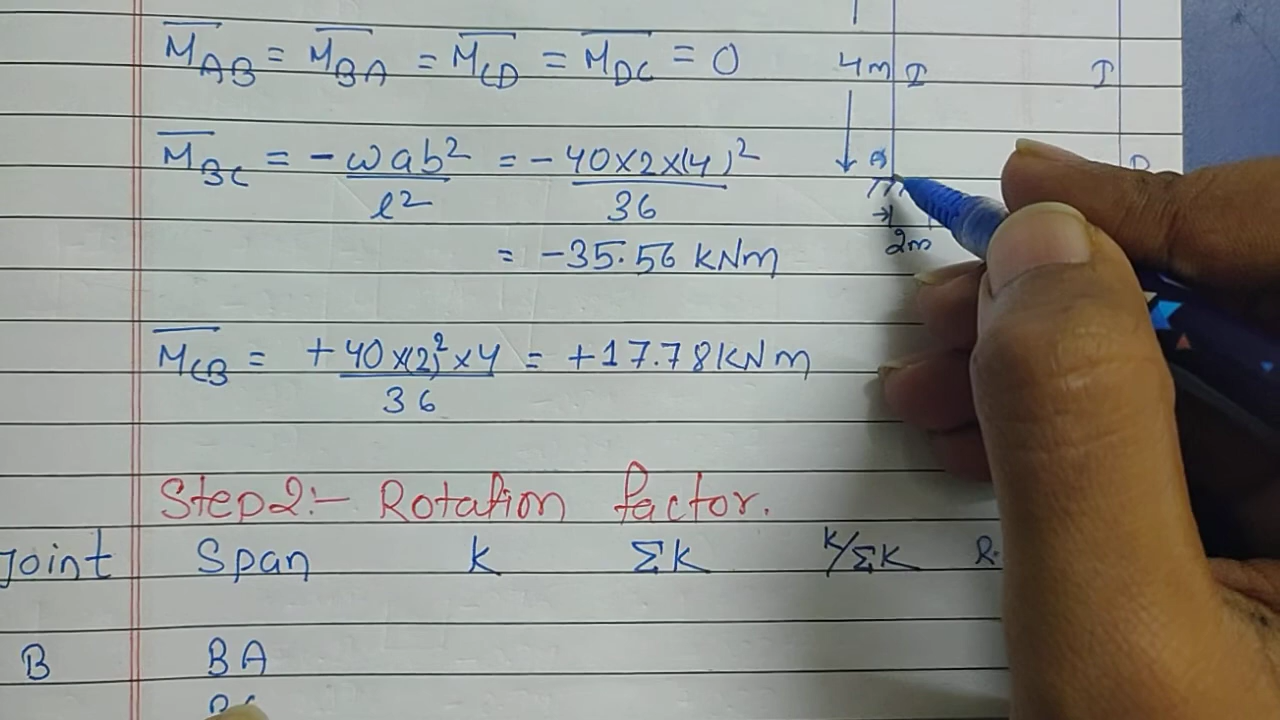 M̅AB = M̅BA = M̅CD = M̅DC = 0
4m I I
M̅BC = -wab²/l² = -40×2×(4)²/36
A D
2m
= -35.56 kNm
M̅CB = +40×(2)²×4/36 = +17.78 kNm
Step2:- Rotation factor.
Joint Span k Σk k/Σk R.
B BA